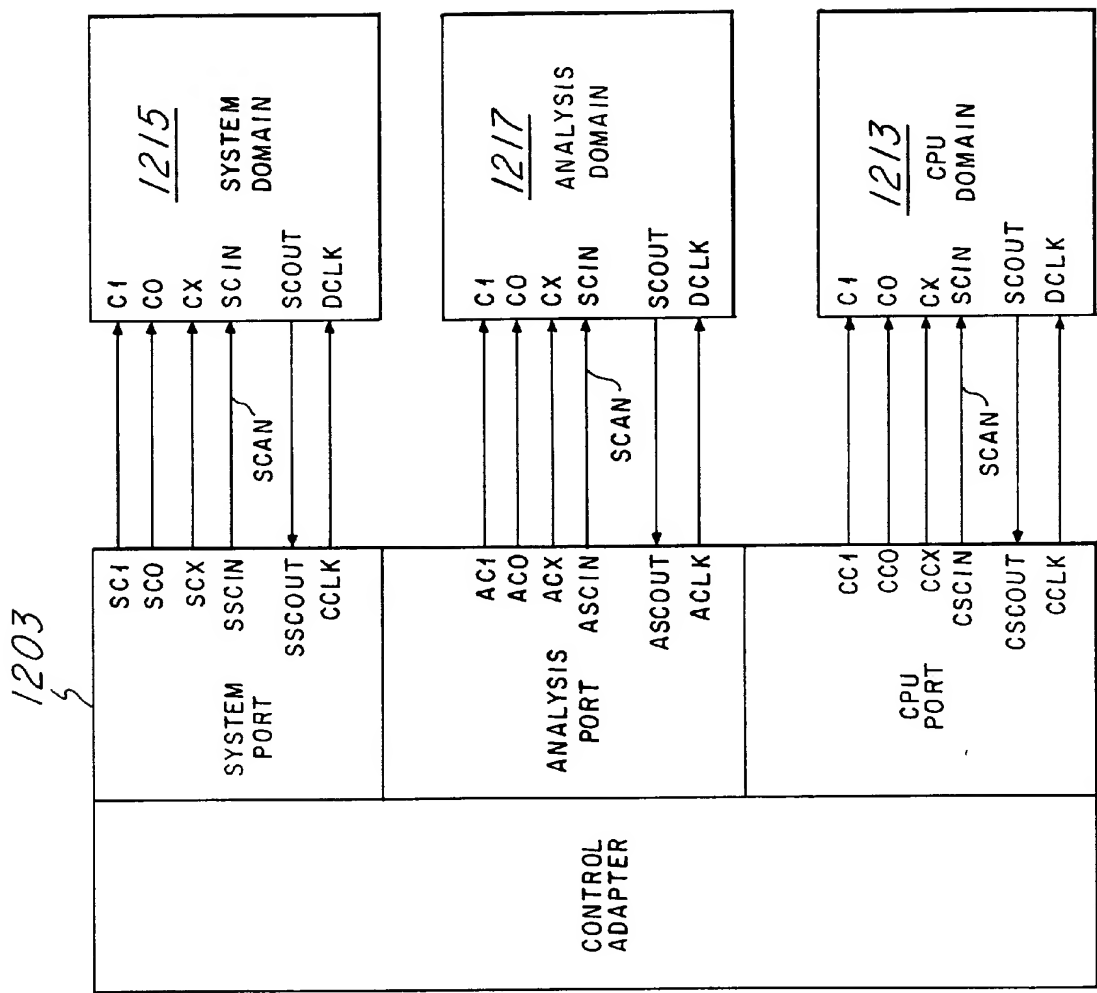 1203
CONTROL
ADAPTER
SYSTEM
PORT
SC1
SC0
SCX
SSCIN
SSCOUT
CCLK
SCAN
1215
SYSTEM
DOMAIN
C1
C0
CX
SCIN
SCOUT
DCLK
ANALYSIS
PORT
AC1
AC0
ACX
ASCIN
ASCOUT
ACLK
SCAN
1217
ANALYSIS
DOMAIN
C1
C0
CX
SCIN
SCOUT
DCLK
CPU
PORT
CC1
CC0
CCX
CSCIN
CSCOUT
CCLK
SCAN
1213
CPU
DOMAIN
C1
C0
CX
SCIN
SCOUT
DCLK